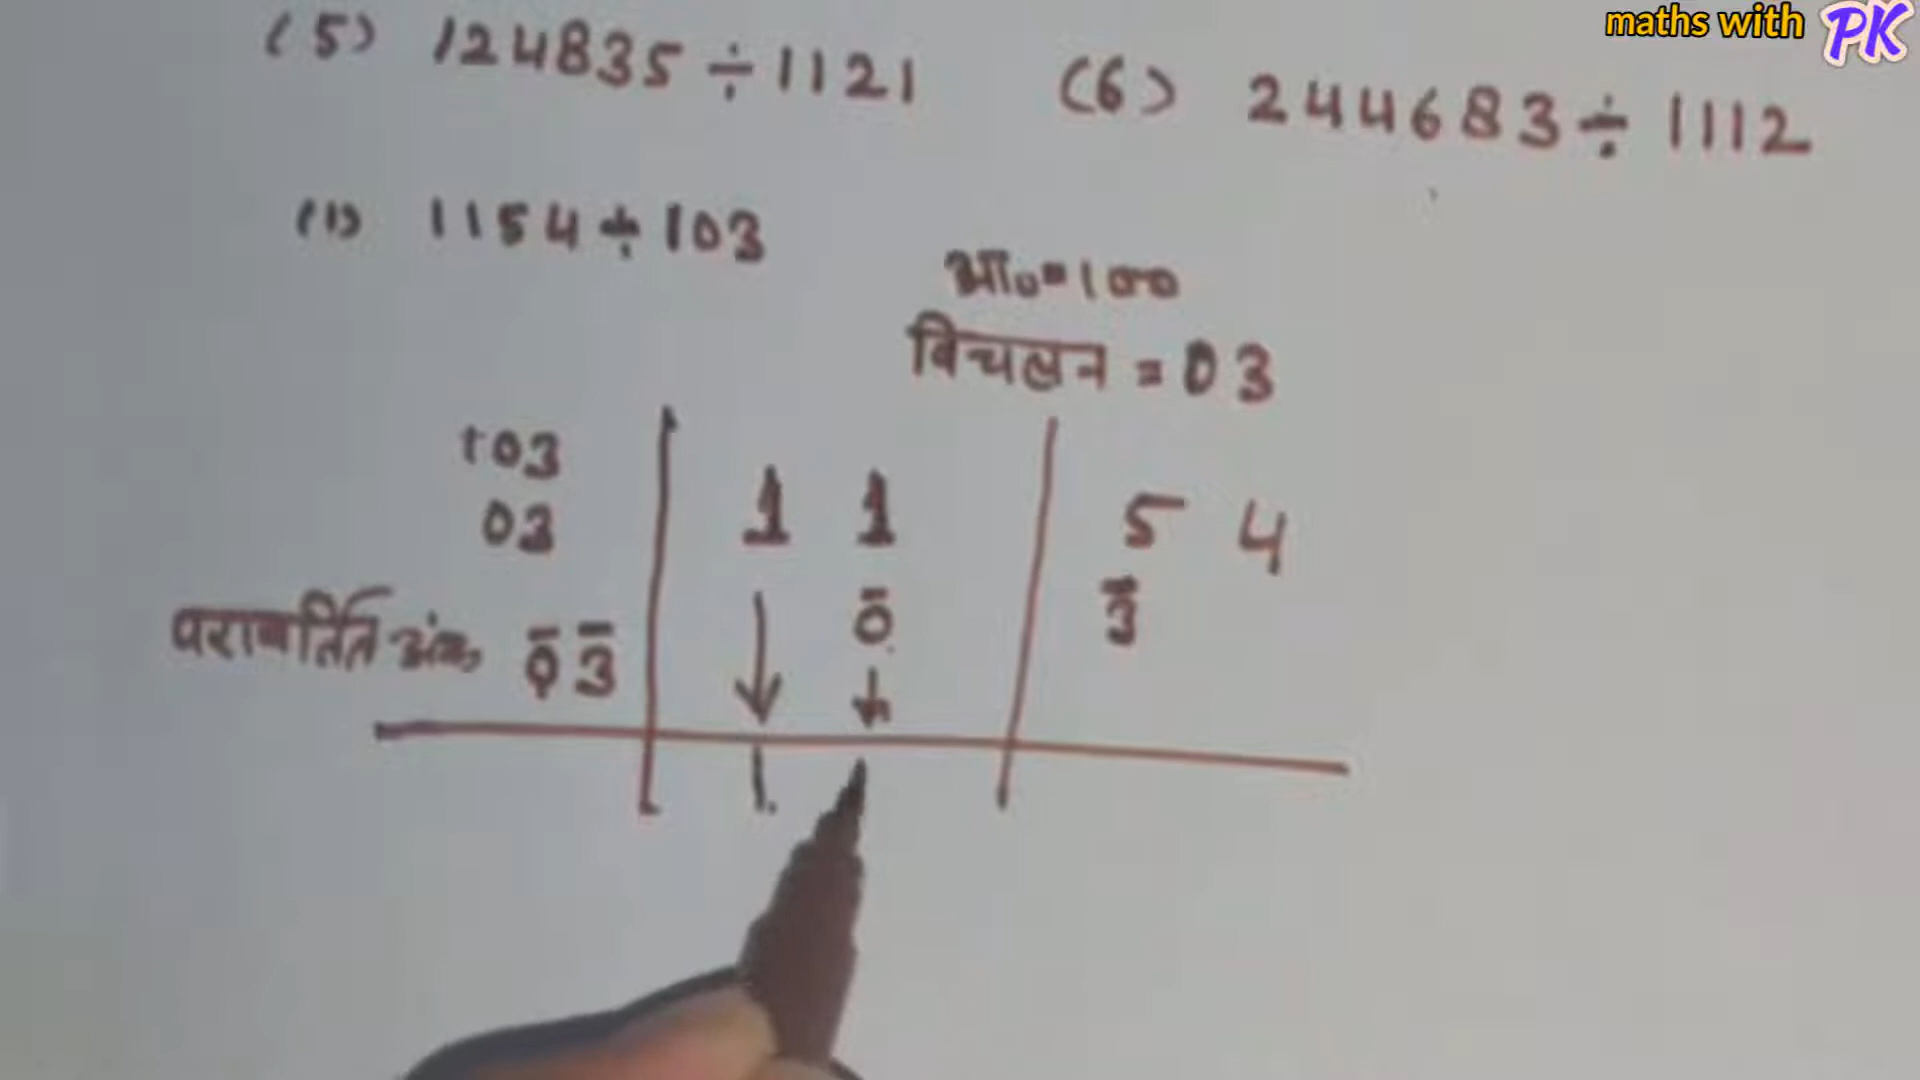 maths with PK
(5) 124835 ÷ 1121 (6) 244683 ÷ 1112
(1) 1154 ÷ 103
आ०=100
विचलन = 03
103 1 1 5 4
03
परावर्तित अंक 0̄ 3̄ 0̄ 3̄
1